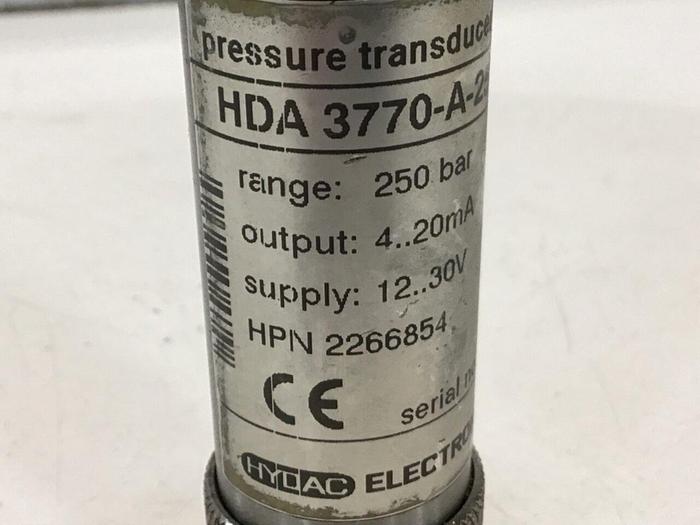 pressure transduce
HDA 3770-A-2
range: 250 bar
output: 4..20mA
supply: 12..30V
HPN 2266854
CE serial
HYDAC ELECTRO